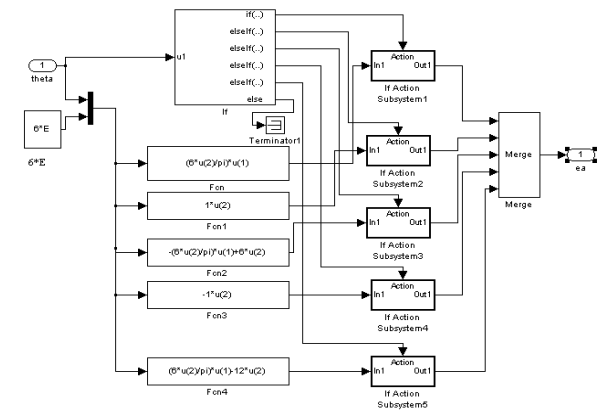 if(..)
elseIf(..)
elseIf(..)
elseIf(..)
elseIf(..)
else
u1
If
Terminator1
1
theta
6*E
6*E
(6*u(2)/pi)*u(1)
Fcn
1*u(2)
Fcn1
-(6*u(2)/pi)*u(1)+6*u(2)
Fcn2
-1*u(2)
Fcn3
(6*u(2)/pi)*u(1)-12*u(2)
Fcn4
Action
In1 Out1
If Action
Subsystem1
Action
In1 Out1
If Action
Subsystem2
Action
In1 Out1
If Action
Subsystem3
Action
In1 Out1
If Action
Subsystem4
Action
In1 Out1
If Action
Subsystem5
Merge
Merge
1
ea